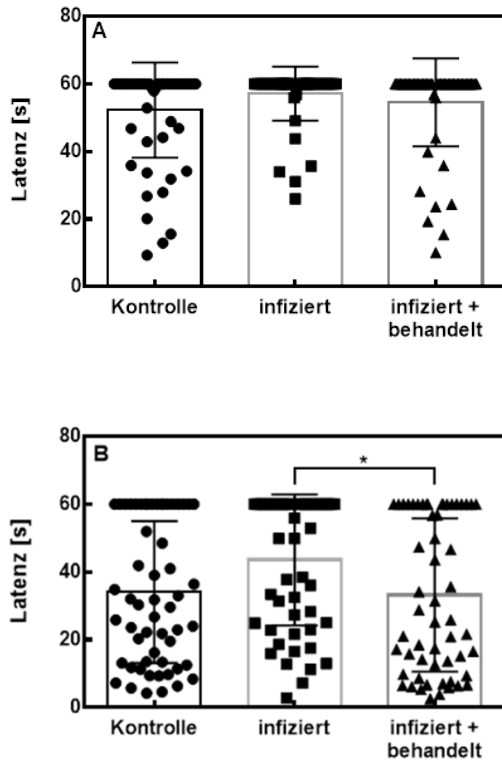 A
Latenz [s]
80
60
40
20
0
Kontrolle
infiziert
infiziert +
behandelt
B
*
Latenz [s]
80
60
40
20
0
Kontrolle
infiziert
infiziert +
behandelt